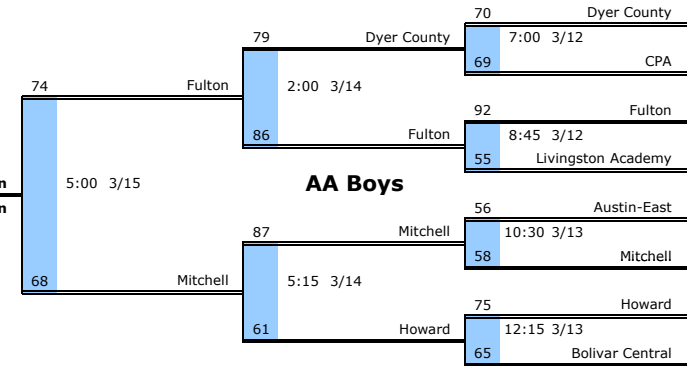 70 Dyer County
7:00 3/12
69 CPA
79 Dyer County
2:00 3/14
86 Fulton
92 Fulton
8:45 3/12
55 Livingston Academy
74 Fulton
5:00 3/15
68 Mitchell
n
n
AA Boys
56 Austin-East
10:30 3/13
58 Mitchell
87 Mitchell
5:15 3/14
61 Howard
75 Howard
12:15 3/13
65 Bolivar Central